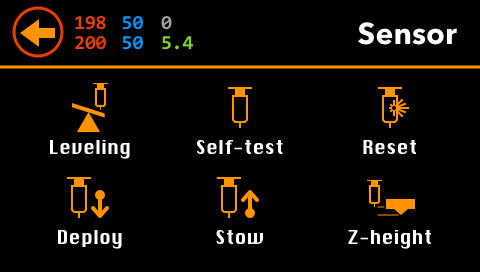 198 50 0
200 50 5.4
Sensor
Leveling Self-test Reset
Deploy Stow Z-height